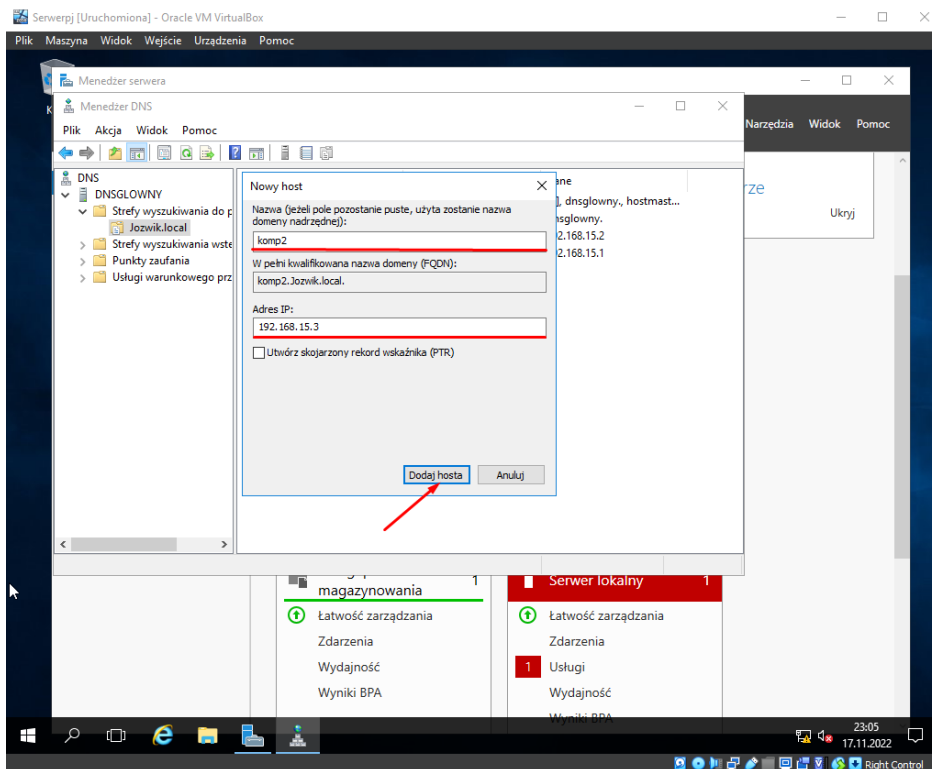 Serwerpj [Uruchomiona] - Oracle VM VirtualBox
Plik Maszyna Widok Wejście Urządzenia Pomoc
Menedżer serwera
Menedżer DNS
Narzędzia Widok Pomoc
Plik Akcja Widok Pomoc
DNS
DNSGLOWNY
Strefy wyszukiwania do p
Jozwik.local
Strefy wyszukiwania wste
Punkty zaufania
Usługi warunkowego prz
Nowy host
Nazwa (jeżeli pole pozostanie puste, użyta zostanie nazwa
domeny nadrzędnej):
komp2
W pełni kwalifikowana nazwa domeny (FQDN):
komp2.Jozwik.local.
Adres IP:
192.168.15.3
Utwórz skojarzony rekord wskaźnika (PTR)
Dodaj hosta Anuluj
ane
], dnsglowny., hostmast...
nsglowny.
2.168.15.2
2.168.15.1
rze
Ukryj
magazynowania 1
Łatwość zarządzania
Zdarzenia
Wydajność
Wyniki BPA
Serwer lokalny 1
Łatwość zarządzania
Zdarzenia
1 Usługi
Wydajność
Wyniki BPA
23:05
17.11.2022
Right Control